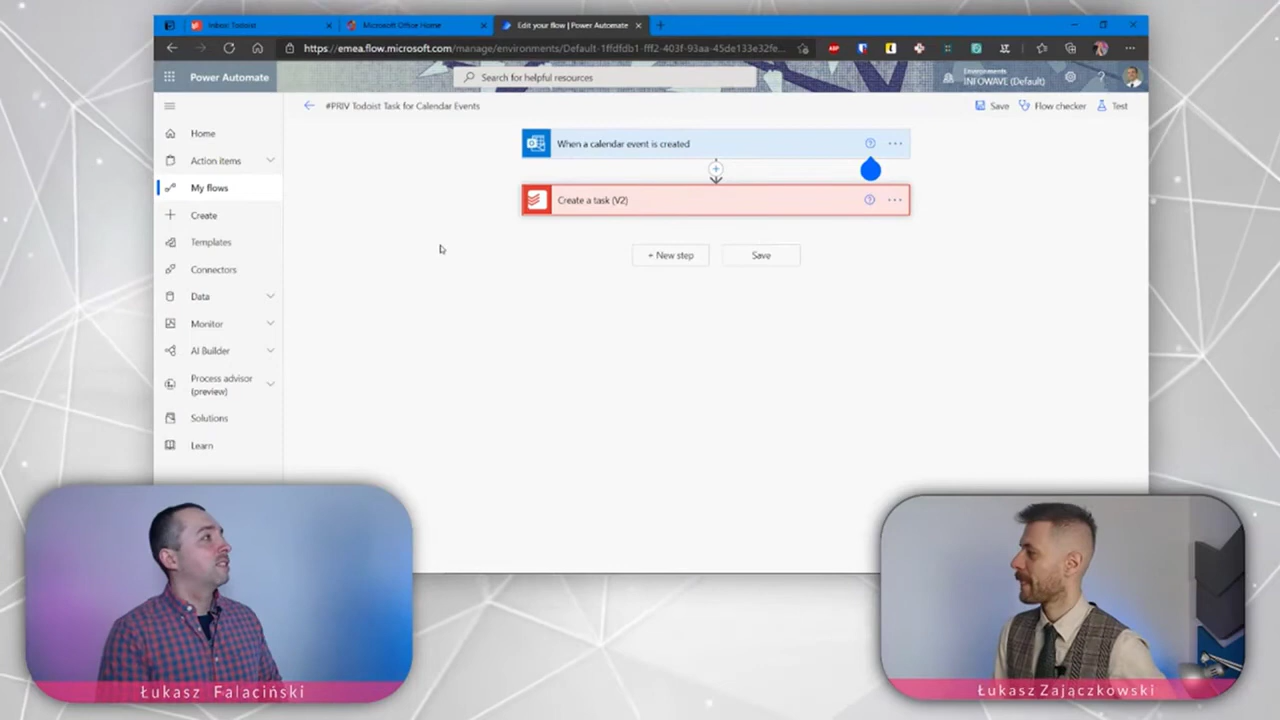 Inbox Todoist
Microsoft Office Home
Edit your flow | Power Automate
https://emea.flow.microsoft.com/manage/environments/Default-1ffdfdb1-fff2-403f-93aa-45de133e32fe...
ABP
Power Automate
Search for helpful resources
Environments
INFOWAVE (Default)
#PRIV Todoist Task for Calendar Events
Save
Flow checker
Test
Home
Action items
My flows
Create
Templates
Connectors
Data
Monitor
AI Builder
Process advisor
(preview)
Solutions
Learn
When a calendar event is created
Create a task (V2)
+ New step
Save
Łukasz Falaciński
Łukasz Zajączkowski